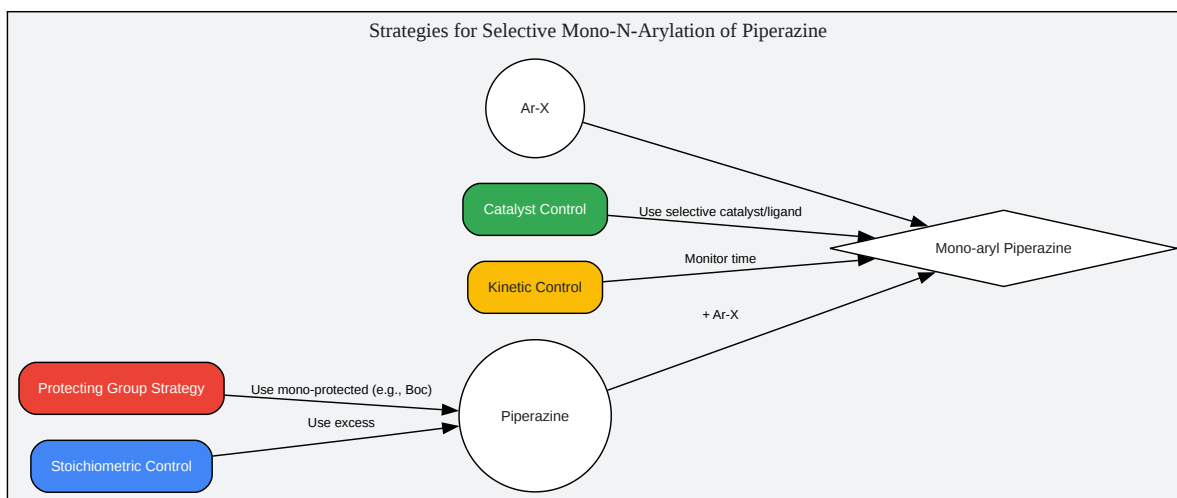 Strategies for Selective Mono-N-Arylation of Piperazine
Ar-X
Catalyst Control
Use selective catalyst/ligand
Mono-aryl Piperazine
Kinetic Control
Monitor time
+ Ar-X
Protecting Group Strategy
Use mono-protected (e.g., Boc)
Piperazine
Use excess
Stoichiometric Control